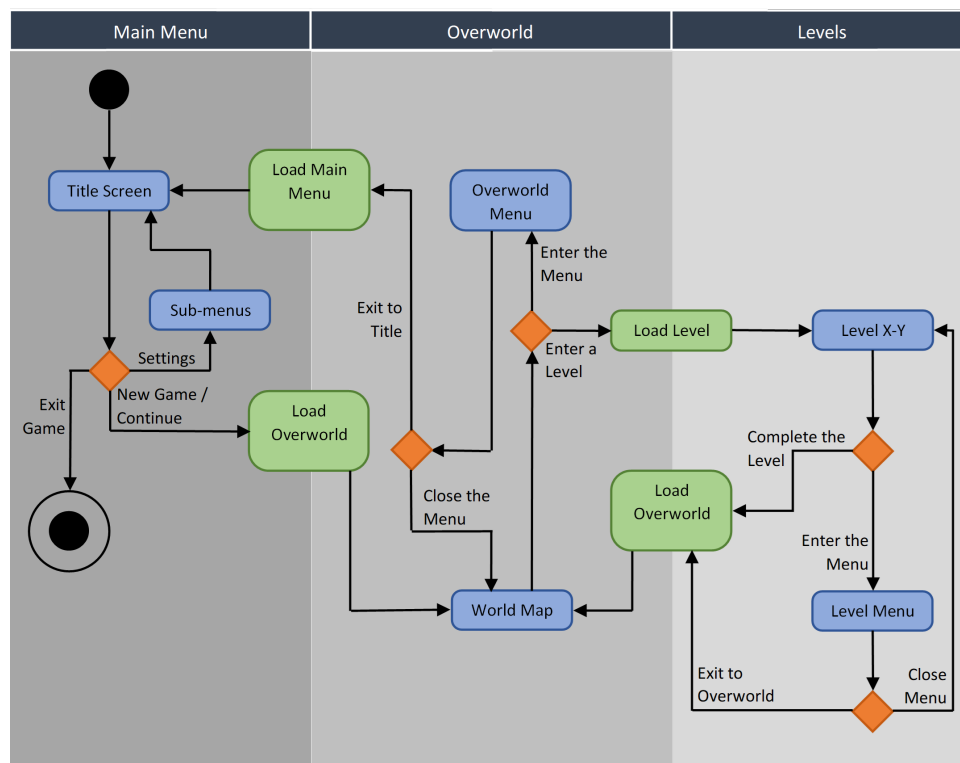 Main Menu
Overworld
Levels
Load Main
Menu
Title Screen
Overworld
Menu
Enter the
Menu
Exit to
Title
Sub-menus
Load Level
Level X-Y
Enter a
Level
Settings
New Game /
Continue
Exit
Game
Load
Overworld
Complete the
Level
Close the
Menu
Load
Overworld
Enter the
Menu
World Map
Level Menu
Exit to
Overworld
Close
Menu